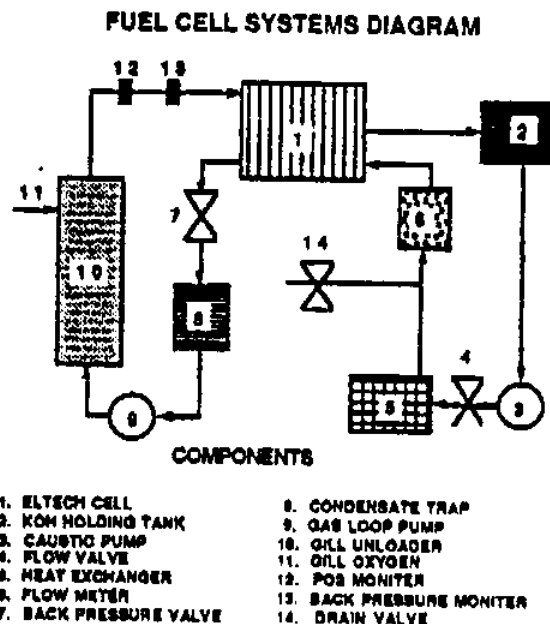 FUEL CELL SYSTEMS DIAGRAM
12 13
1
2
11
7
6
14
10
8
4
5
3
9
COMPONENTS
1. ELTECH CELL
2. KOH HOLDING TANK
3. CAUSTIC PUMP
4. FLOW VALVE
5. HEAT EXCHANGER
6. FLOW METER
7. BACK PRESSURE VALVE
8. CONDENSATE TRAP
9. GAS LOOP PUMP
10. GILL UNLOADER
11. GILL OXYGEN
12. PO2 MONITER
13. BACK PRESSURE MONITER
14. DRAIN VALVE